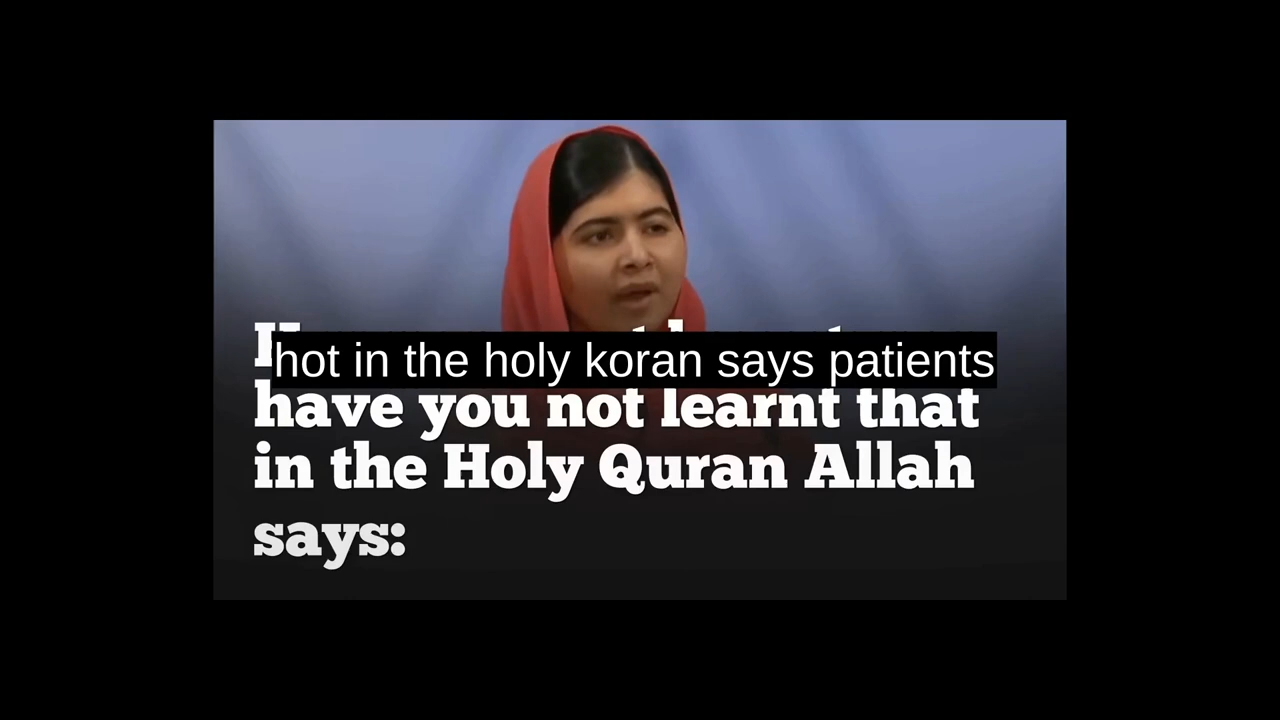 hot in the holy koran says patients
have you not learnt that
in the Holy Quran Allah
says: